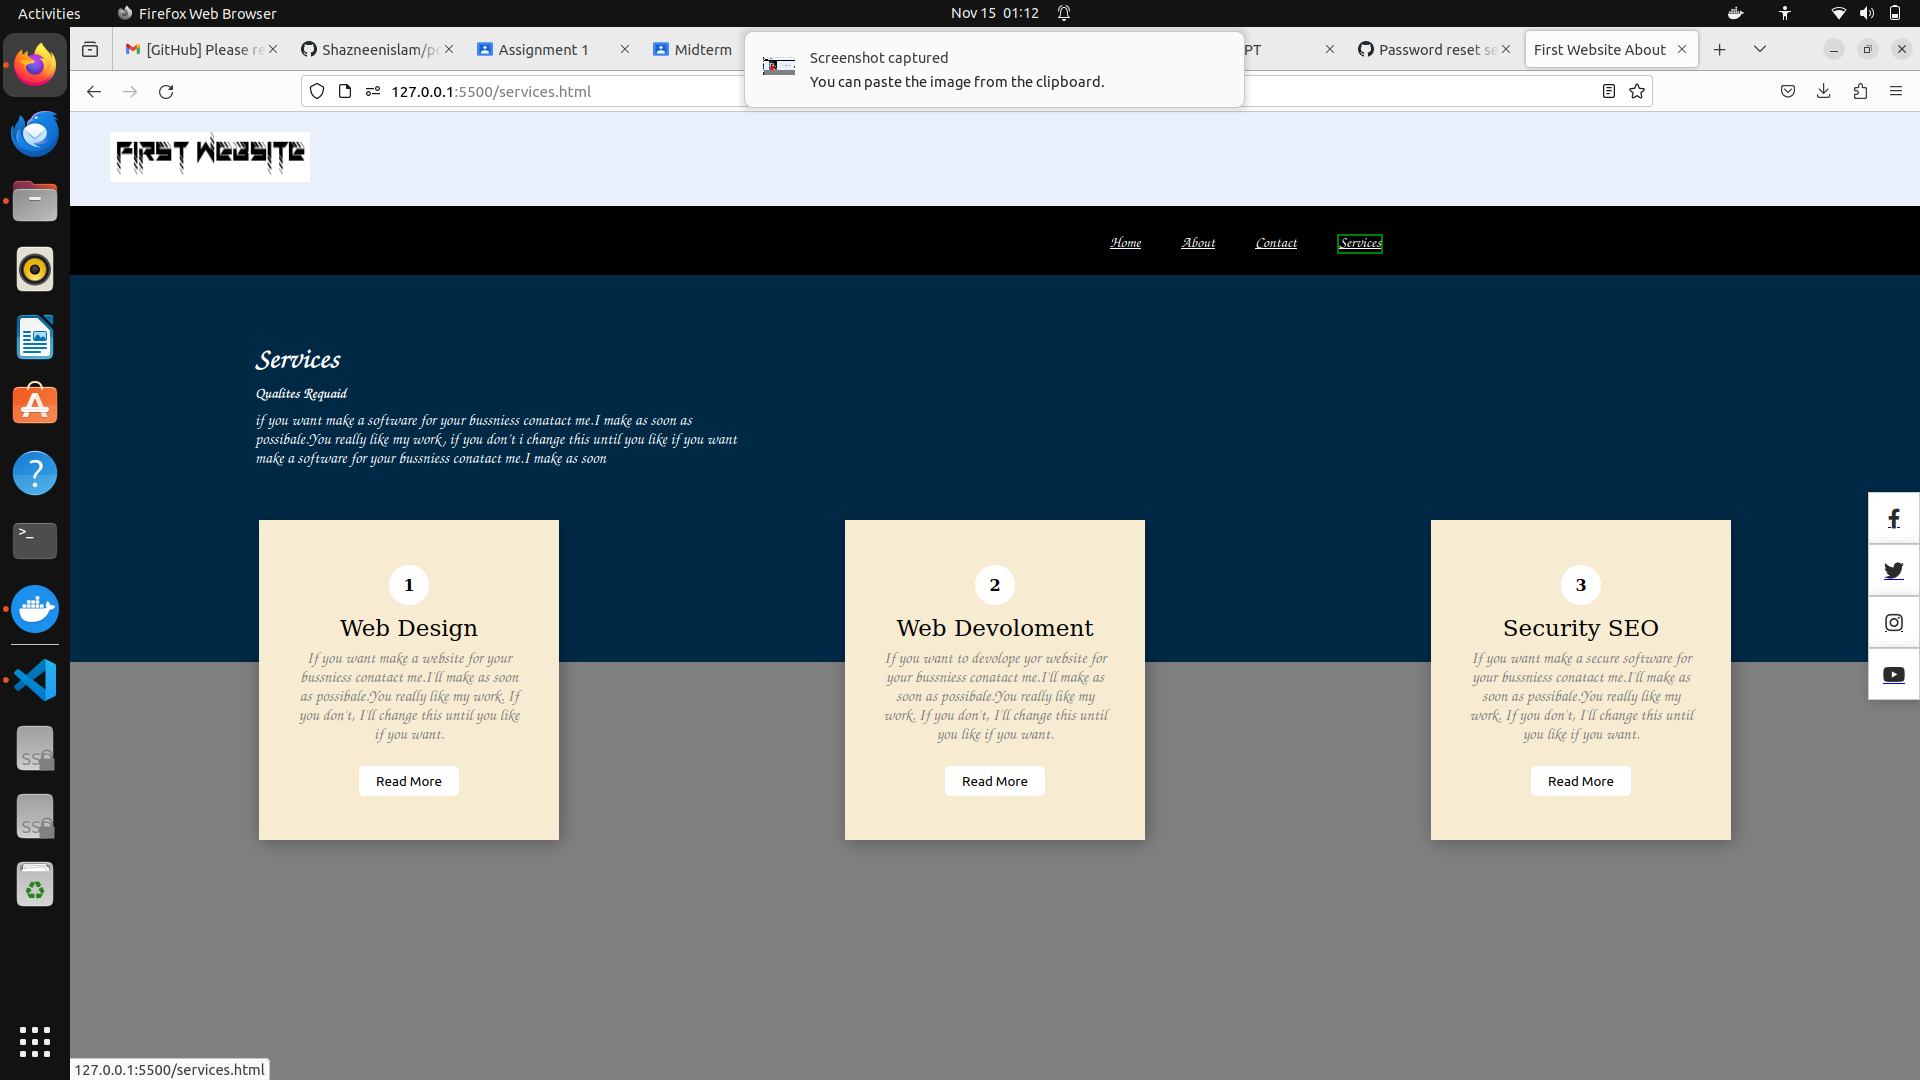 Activities
Firefox Web Browser
Nov 15 01:12
[GitHub] Please re
Shazneenislam/po
Assignment 1
Midterm
PT
Password reset se
First Website About
Screenshot captured
You can paste the image from the clipboard.
127.0.0.1:5500/services.html
FIRST WEBSITE
Home
About
Contact
Services
Services
Qualites Requaid
if you want make a software for your bussniess conatact me.I make as soon as
possibale.You really like my work, if you don't i change this until you like if you want
make a software for your bussniess conatact me.I make as soon
1
Web Design
If you want make a website for your
bussniess conatact me.I'll make as soon
as possibale.You really like my work. If
you don't, I'll change this until you like
if you want.
Read More
2
Web Devoloment
If you want to devolope yor website for
your bussniess conatact me.I'll make as
soon as possibale.You really like my
work. If you don't, I'll change this until
you like if you want.
Read More
3
Security SEO
If you want make a secure software for
your bussniess conatact me.I'll make as
soon as possibale.You really like my
work. If you don't, I'll change this until
you like if you want.
Read More
SS
SS
127.0.0.1:5500/services.html